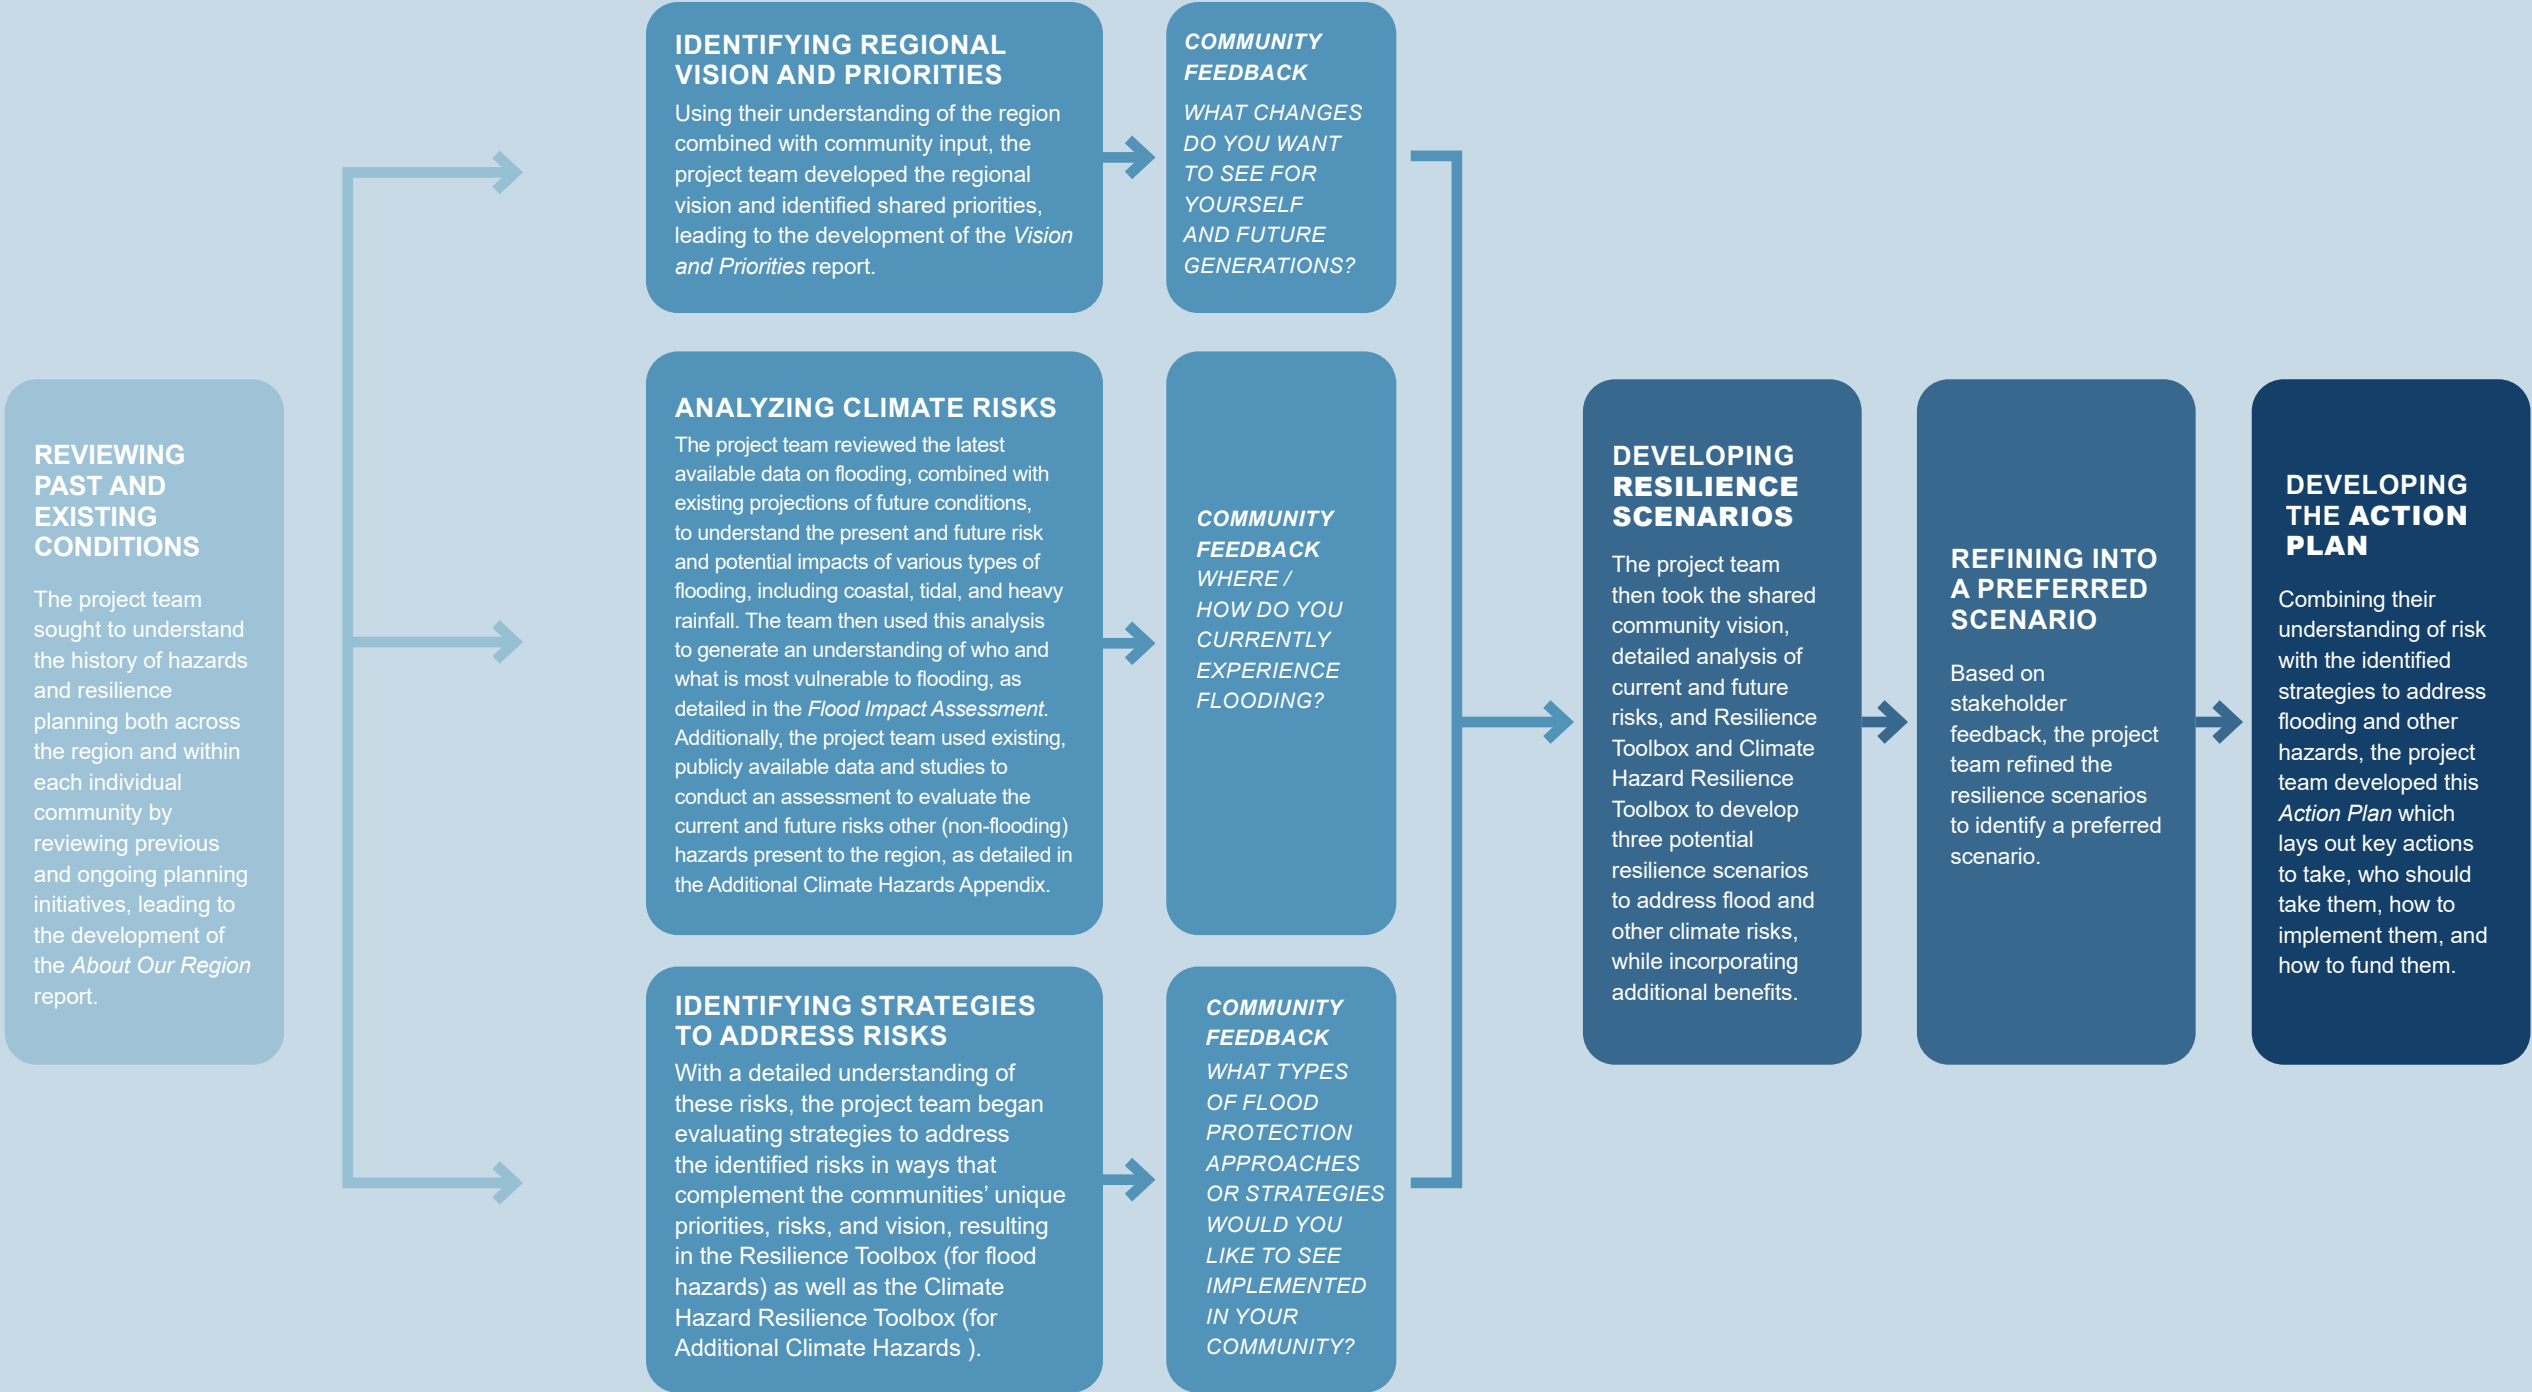 REVIEWING
PAST AND
EXISTING
CONDITIONS
The project team
sought to understand
the history of hazards
and resilience
planning both across
the region and within
each individual
community by
reviewing previous
and ongoing planning
initiatives, leading to
the development of
the About Our Region
report.
IDENTIFYING REGIONAL
VISION AND PRIORITIES
Using their understanding of the region
combined with community input, the
project team developed the regional
vision and identified shared priorities,
leading to the development of the Vision
and Priorities report.
COMMUNITY
FEEDBACK
WHAT CHANGES
DO YOU WANT
TO SEE FOR
YOURSELF
AND FUTURE
GENERATIONS?
ANALYZING CLIMATE RISKS
The project team reviewed the latest
available data on flooding, combined with
existing projections of future conditions,
to understand the present and future risk
and potential impacts of various types of
flooding, including coastal, tidal, and heavy
rainfall. The team then used this analysis
to generate an understanding of who and
what is most vulnerable to flooding, as
detailed in the Flood Impact Assessment.
Additionally, the project team used existing,
publicly available data and studies to
conduct an assessment to evaluate the
current and future risks other (non-flooding)
hazards present to the region, as detailed in
the Additional Climate Hazards Appendix.
COMMUNITY
FEEDBACK
WHERE /
HOW DO YOU
CURRENTLY
EXPERIENCE
FLOODING?
IDENTIFYING STRATEGIES
TO ADDRESS RISKS
With a detailed understanding of
these risks, the project team began
evaluating strategies to address
the identified risks in ways that
complement the communities’ unique
priorities, risks, and vision, resulting
in the Resilience Toolbox (for flood
hazards) as well as the Climate
Hazard Resilience Toolbox (for
Additional Climate Hazards ).
COMMUNITY
FEEDBACK
WHAT TYPES
OF FLOOD
PROTECTION
APPROACHES
OR STRATEGIES
WOULD YOU
LIKE TO SEE
IMPLEMENTED
IN YOUR
COMMUNITY?
DEVELOPING
RESILIENCE
SCENARIOS
The project team
then took the shared
community vision,
detailed analysis of
current and future
risks, and Resilience
Toolbox and Climate
Hazard Resilience
Toolbox to develop
three potential
resilience scenarios
to address flood and
other climate risks,
while incorporating
additional benefits.
REFINING INTO
A PREFERRED
SCENARIO
Based on
stakeholder
feedback, the project
team refined the
resilience scenarios
to identify a preferred
scenario.
DEVELOPING
THE ACTION
PLAN
Combining their
understanding of risk
with the identified
strategies to address
flooding and other
hazards, the project
team developed this
Action Plan which
lays out key actions
to take, who should
take them, how to
implement them, and
how to fund them.